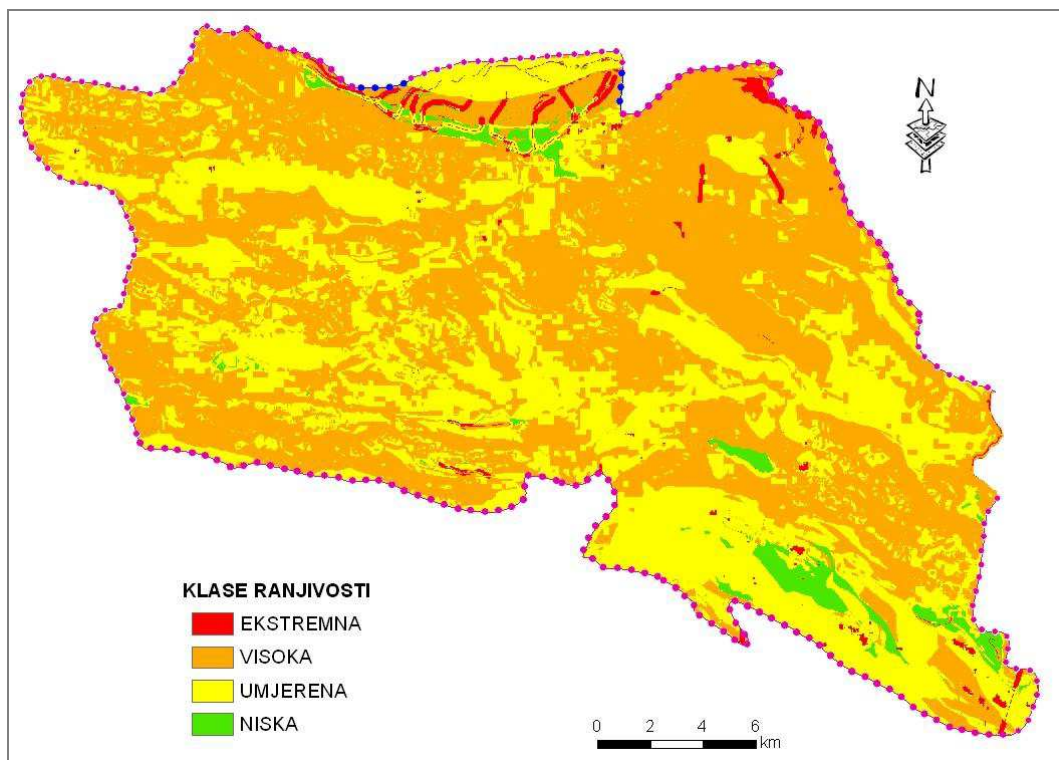 N
KLASE RANJIVOSTI
EKSTREMNA
VISOKA
UMJERENA
NISKA
0 2 4 6
km